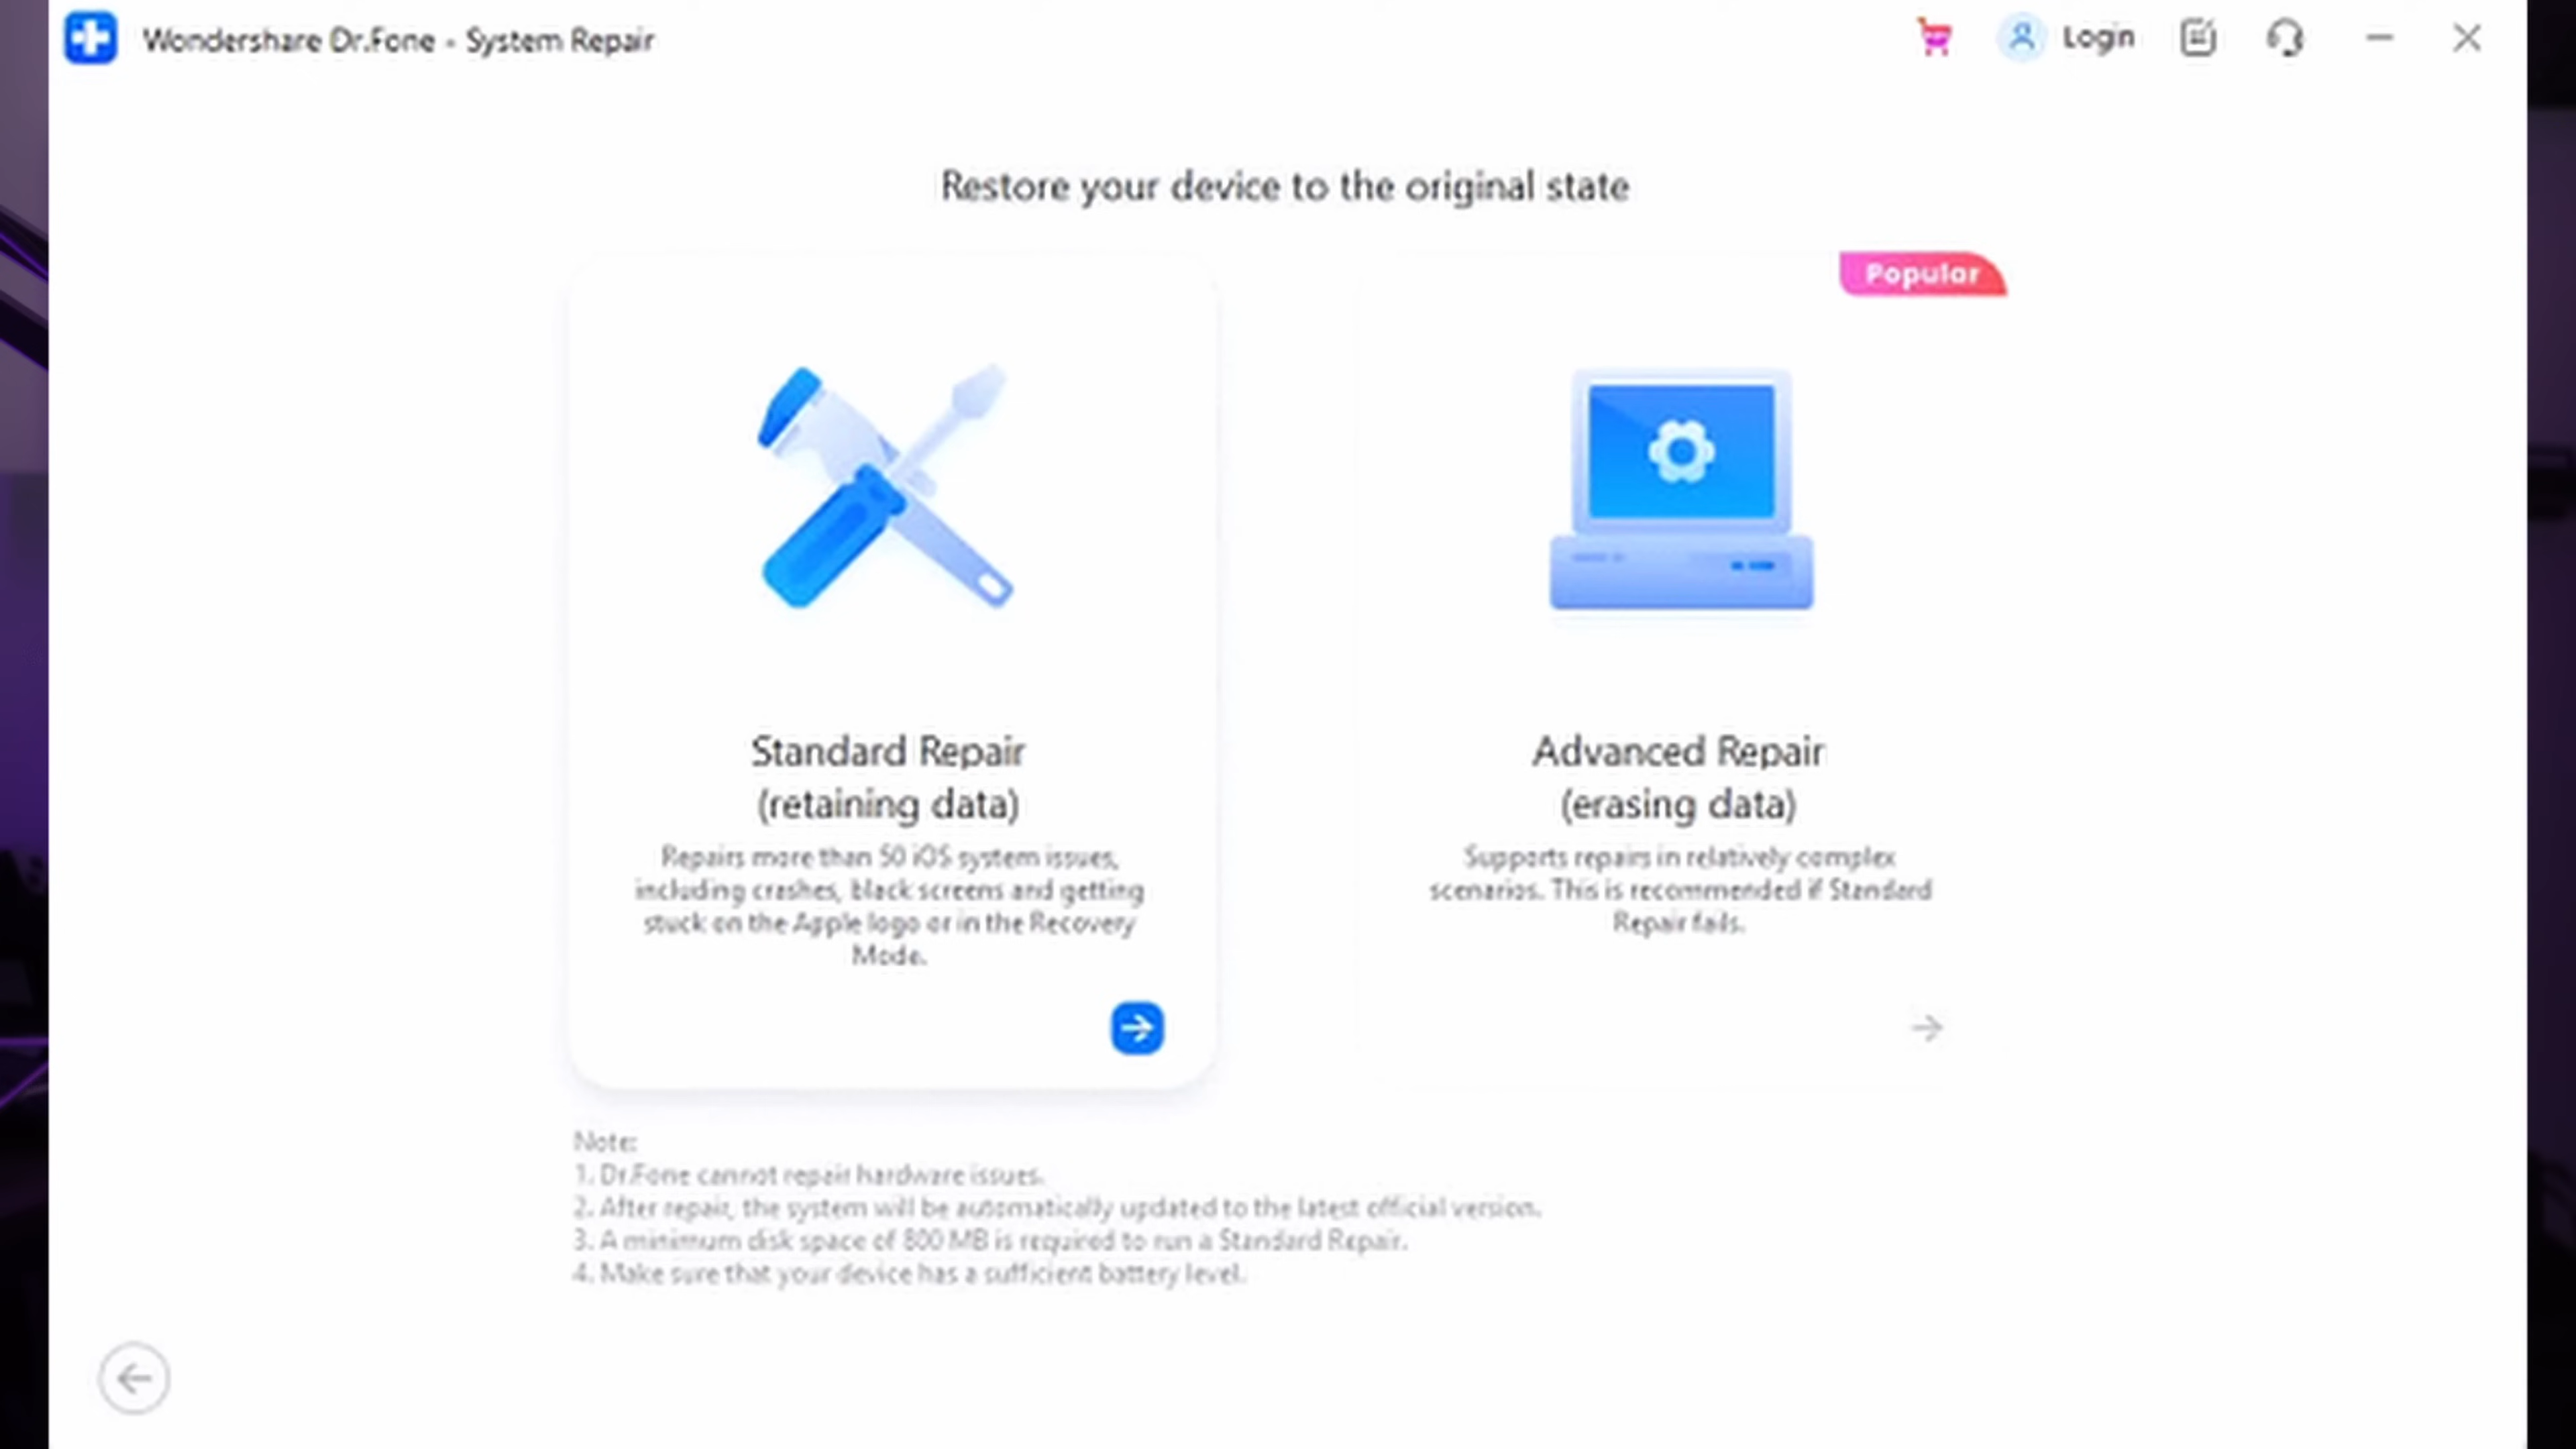 Wondershare Dr.Fone - System Repair
Login
Restore your device to the original state
Popular
Standard Repair
(retaining data)
Repairs more than 50 iOS system issues,
including crashes, black screens and getting
stuck on the Apple logo or in the Recovery
Mode.
Advanced Repair
(erasing data)
Supports repairs in relatively complex
scenarios. This is recommended if Standard
Repair fails.
Note:
1. Dr.Fone cannot repair hardware issues.
2. After repair, the system will be automatically updated to the latest official version.
3. A minimum disk space of 800 MB is required to run a Standard Repair.
4. Make sure that your device has a sufficient battery level.